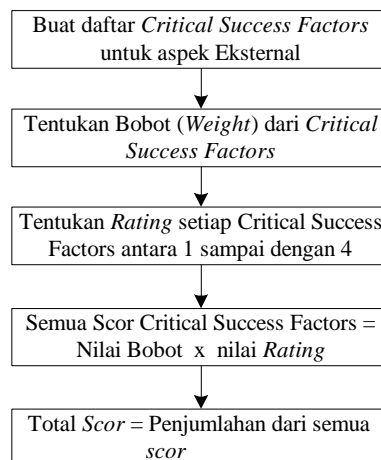 Buat daftar Critical Success Factors
untuk aspek Eksternal
Tentukan Bobot (Weight) dari Critical
Success Factors
Tentukan Rating setiap Critical Success
Factors antara 1 sampai dengan 4
Semua Scor Critical Success Factors =
Nilai Bobot x nilai Rating
Total Scor = Penjumlahan dari semua
scor